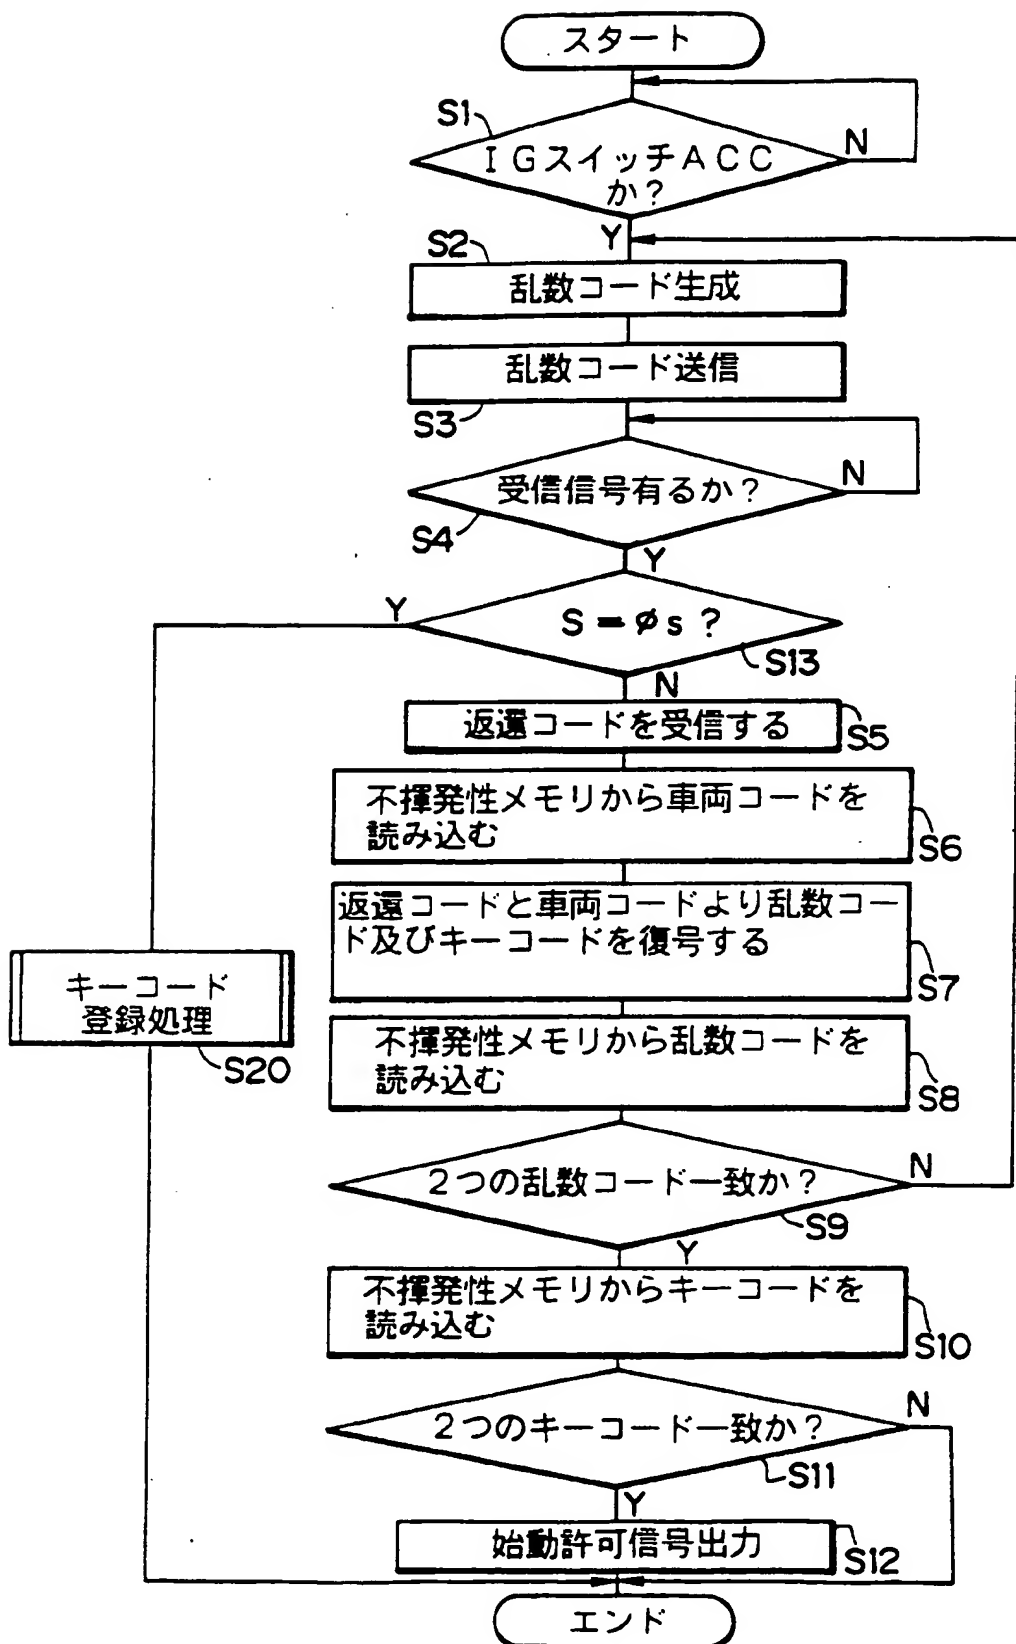 スタート
S1
IGスイッチACC
か？
N
Y
S2
乱数コード生成
乱数コード送信
S3
受信信号有るか？
N
S4
Y
S=øs？
Y
S13
N
返還コードを受信する
S5
不揮発性メモリから車両コードを
読み込む
S6
返還コードと車両コードより乱数コー
ド及びキーコードを復号する
S7
キーコード
登録処理
S20
不揮発性メモリから乱数コードを
読み込む
S8
2つの乱数コード一致か？
N
S9
Y
不揮発性メモリからキーコードを
読み込む
S10
2つのキーコード一致か？
N
S11
Y
始動許可信号出力
S12
エンド